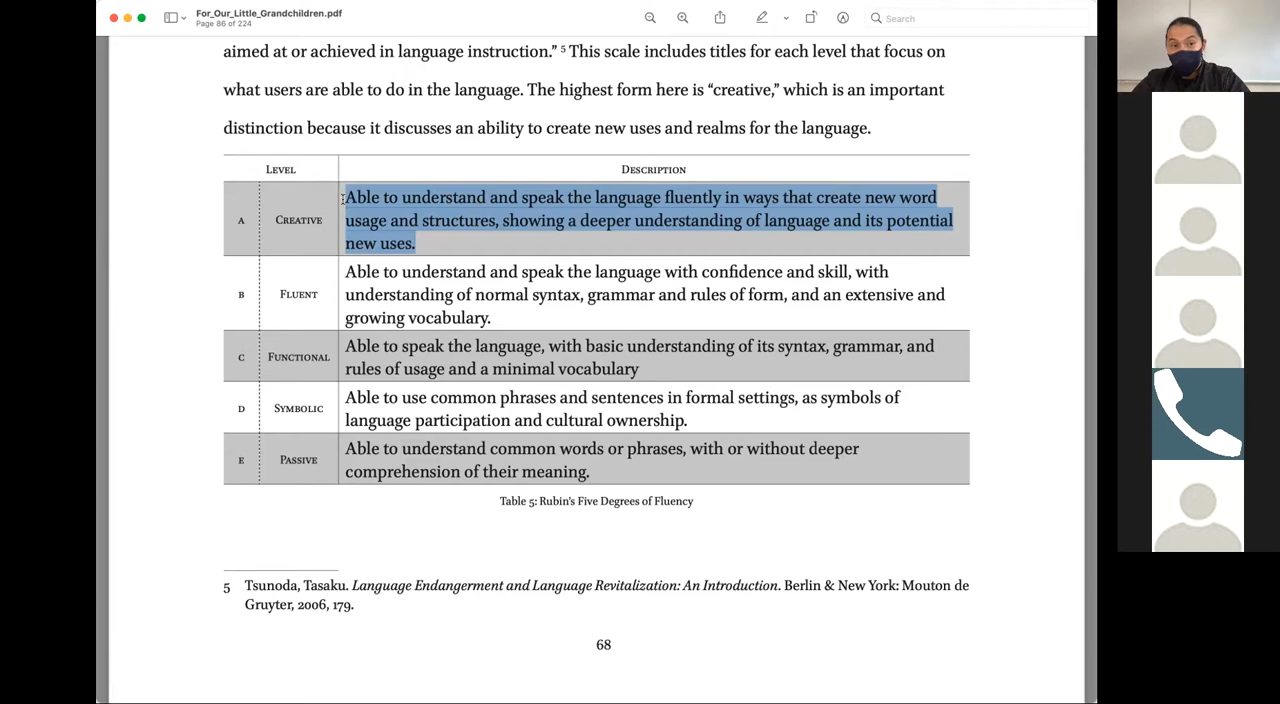 For_Our_Little_Grandchildren.pdf
Page 86 of 224
Search
aimed at or achieved in language instruction.” 5 This scale includes titles for each level that focus on
what users are able to do in the language. The highest form here is “creative,” which is an important
distinction because it discusses an ability to create new uses and realms for the language.
LEVEL DESCRIPTION
A CREATIVE
Able to understand and speak the language fluently in ways that create new word
usage and structures, showing a deeper understanding of language and its potential
new uses.
B FLUENT
Able to understand and speak the language with confidence and skill, with
understanding of normal syntax, grammar and rules of form, and an extensive and
growing vocabulary.
C FUNCTIONAL
Able to speak the language, with basic understanding of its syntax, grammar, and
rules of usage and a minimal vocabulary
D SYMBOLIC
Able to use common phrases and sentences in formal settings, as symbols of
language participation and cultural ownership.
E PASSIVE
Able to understand common words or phrases, with or without deeper
comprehension of their meaning.
Table 5: Rubin’s Five Degrees of Fluency
5 Tsunoda, Tasaku. Language Endangerment and Language Revitalization: An Introduction. Berlin & New York: Mouton de
Gruyter, 2006, 179.
68